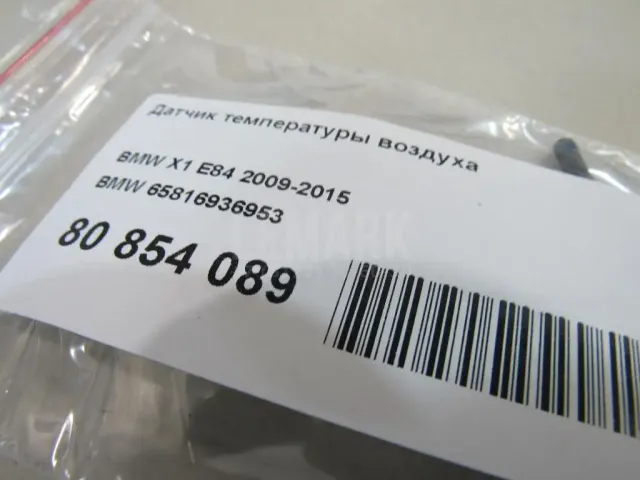 Датчик температуры воздуха
BMW X1 E84 2009-2015
BMW 65816936953
80 854 089